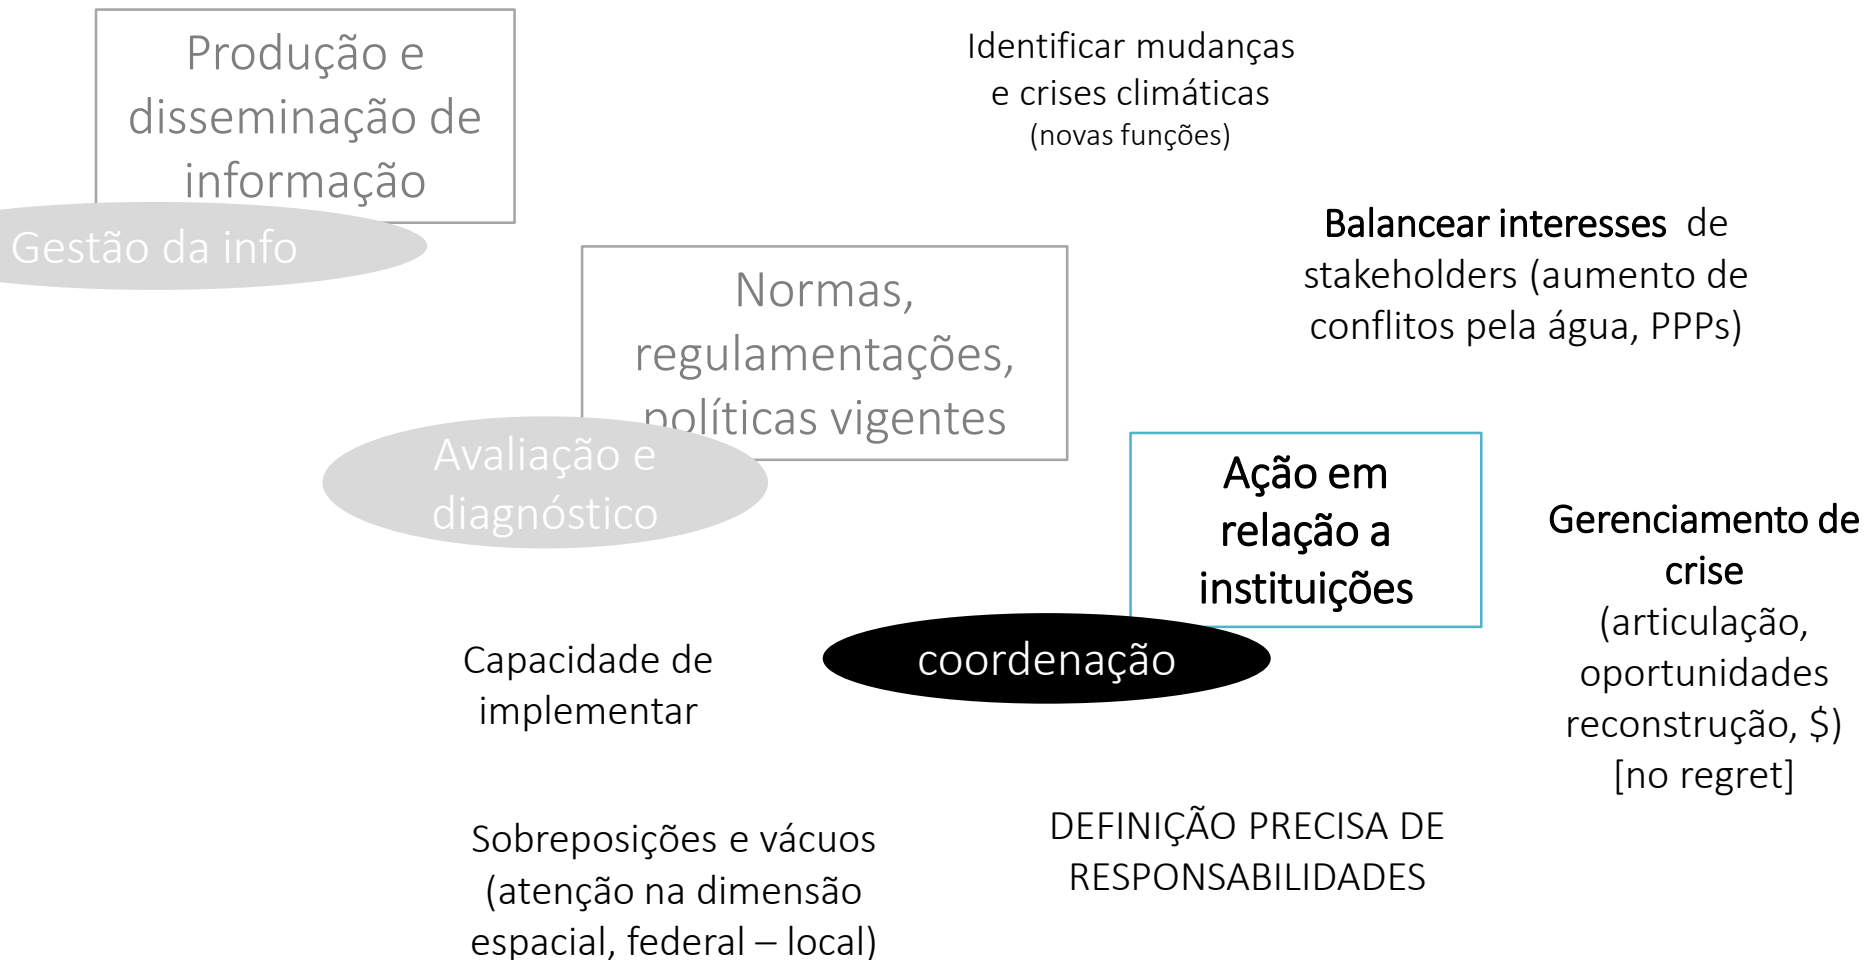 Produção e
disseminação de
informação
Gestão da info
Identificar mudanças
e crises climáticas
(novas funções)
Balancear interesses de
stakeholders (aumento de
conflitos pela água, PPPs)
Normas,
regulamentações,
políticas vigentes
Avaliação e
diagnóstico
Ação em
relação a
instituições
coordenação
Gerenciamento de
crise
(articulação,
oportunidades
reconstrução, $)
[no regret]
Capacidade de
implementar
Sobreposições e vácuos
(atenção na dimensão
espacial, federal – local)
DEFINIÇÃO PRECISA DE
RESPONSABILIDADES